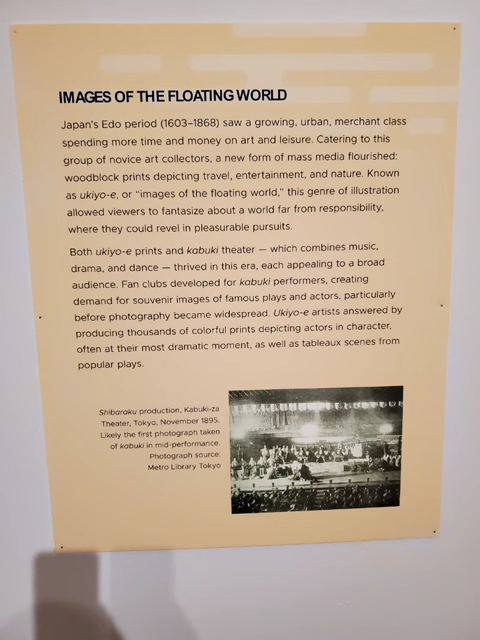 IMAGES OF THE FLOATING WORLD
Japan's Edo period (1603–1868) saw a growing, urban, merchant class
spending more time and money on art and leisure. Catering to this
group of novice art collectors, a new form of mass media flourished:
woodblock prints depicting travel, entertainment, and nature. Known
as ukiyo-e, or "images of the floating world," this genre of illustration
allowed viewers to fantasize about a world far from responsibility,
where they could revel in pleasurable pursuits.
Both ukiyo-e prints and kabuki theater — which combines music,
drama, and dance — thrived in this era, each appealing to a broad
audience. Fan clubs developed for kabuki performers, creating
demand for souvenir images of famous plays and actors, particularly
before photography became widespread. Ukiyo-e artists answered by
producing thousands of colorful prints depicting actors in character,
often at their most dramatic moment, as well as tableaux scenes from
popular plays.
Shibaraku production, Kabuki-za
Theater, Tokyo, November 1895.
Likely the first photograph taken
of kabuki in mid-performance.
Photograph source:
Metro Library Tokyo